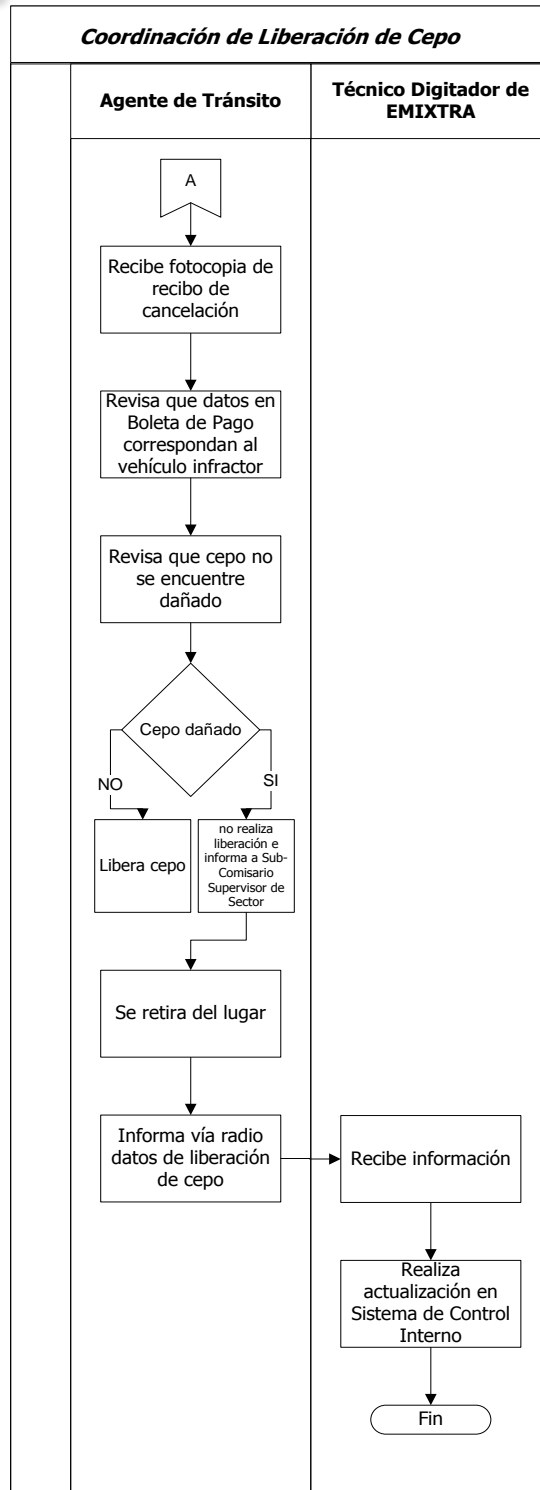 Coordinación de Liberación de Cepo
Agente de Tránsito
Técnico Digitador de
EMIXTRA
A
Recibe fotocopia de
recibo de
cancelación
Revisa que datos en
Boleta de Pago
correspondan al
vehículo infractor
Revisa que cepo no
se encuentre
dañado
Cepo dañado
NO
SI
Libera cepo
no realiza
liberación e
informa a Sub-
Comisario
Supervisor de
Sector
Se retira del lugar
Informa vía radio
datos de liberación
de cepo
Recibe información
Realiza
actualización en
Sistema de Control
Interno
Fin